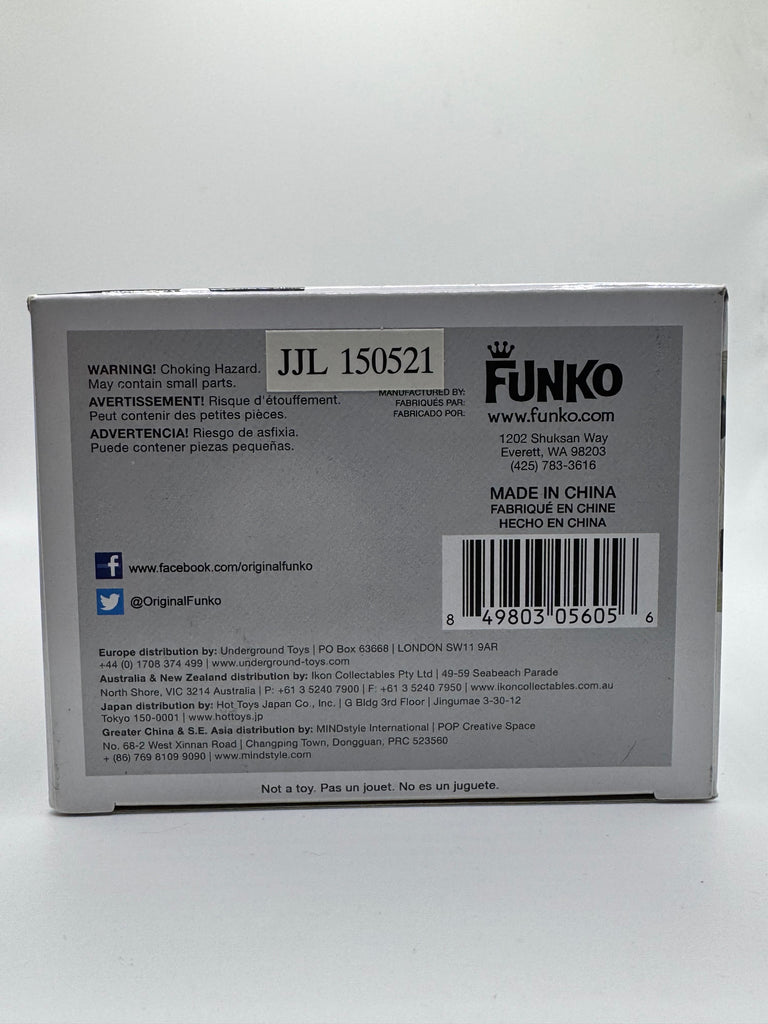 WARNING! Choking Hazard.
May contain small parts.
AVERTISSEMENT! Risque d'étouffement.
Peut contenir des petites pièces.
ADVERTENCIA! Riesgo de asfixia.
Puede contener piezas pequeñas.
JJL 150521
MANUFACTURED BY:
FABRIQUÉS PAR:
FABRICADO POR:
FUNKO
www.funko.com
1202 Shuksan Way
Everett, WA 98203
(425) 783-3616
MADE IN CHINA
FABRIQUÉ EN CHINE
HECHO EN CHINA
f www.facebook.com/originalfunko
@OriginalFunko
8 49803 05605 6
Europe distribution by: Underground Toys | PO Box 63668 | LONDON SW11 9AR
+44 (0) 1708 374 499 | www.underground-toys.com
Australia & New Zealand distribution by: Ikon Collectables Pty Ltd | 49-59 Seabeach Parade
North Shore, VIC 3214 Australia | P: +61 3 5240 7900 | F: +61 3 5240 7950 | www.ikoncollectables.com.au
Japan distribution by: Hot Toys Japan Co., Inc. | G Bldg 3rd Floor | Jingumae 3-30-12
Tokyo 150-0001 | www.hottoys.jp
Greater China & S.E. Asia distribution by: MINDstyle International | POP Creative Space
No. 68-2 West Xinnan Road | Changping Town, Dongguan, PRC 523560
+ (86) 769 8109 9090 | www.mindstyle.com
Not a toy. Pas un jouet. No es un juguete.